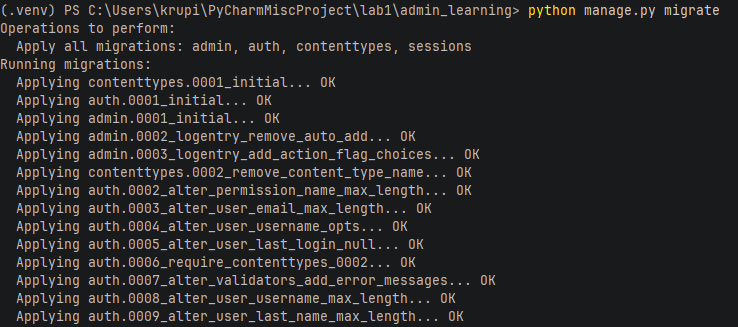 (.venv) PS C:\Users\krupi\PyCharmMiscProject\lab1\admin_learning> python manage.py migrate
Operations to perform:
  Apply all migrations: admin, auth, contenttypes, sessions
Running migrations:
  Applying contenttypes.0001_initial... OK
  Applying auth.0001_initial... OK
  Applying admin.0001_initial... OK
  Applying admin.0002_logentry_remove_auto_add... OK
  Applying admin.0003_logentry_add_action_flag_choices... OK
  Applying contenttypes.0002_remove_content_type_name... OK
  Applying auth.0002_alter_permission_name_max_length... OK
  Applying auth.0003_alter_user_email_max_length... OK
  Applying auth.0004_alter_user_username_opts... OK
  Applying auth.0005_alter_user_last_login_null... OK
  Applying auth.0006_require_contenttypes_0002... OK
  Applying auth.0007_alter_validators_add_error_messages... OK
  Applying auth.0008_alter_user_username_max_length... OK
  Applying auth.0009_alter_user_last_name_max_length... OK